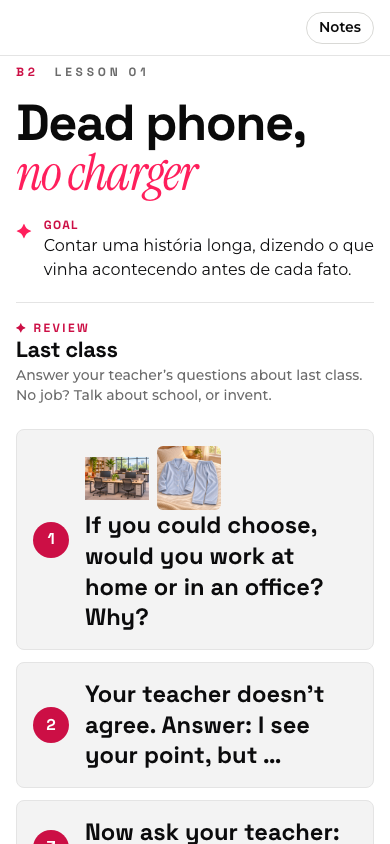 Notes
B2 LESSON 01
Dead phone,
no charger
GOAL
Contar uma história longa, dizendo o que
vinha acontecendo antes de cada fato.
REVIEW
Last class
Answer your teacher’s questions about last class.
No job? Talk about school, or invent.
1
If you could choose,
would you work at
home or in an office?
Why?
2
Your teacher doesn’t
agree. Answer: I see
your point, but ...
Now ask your teacher: